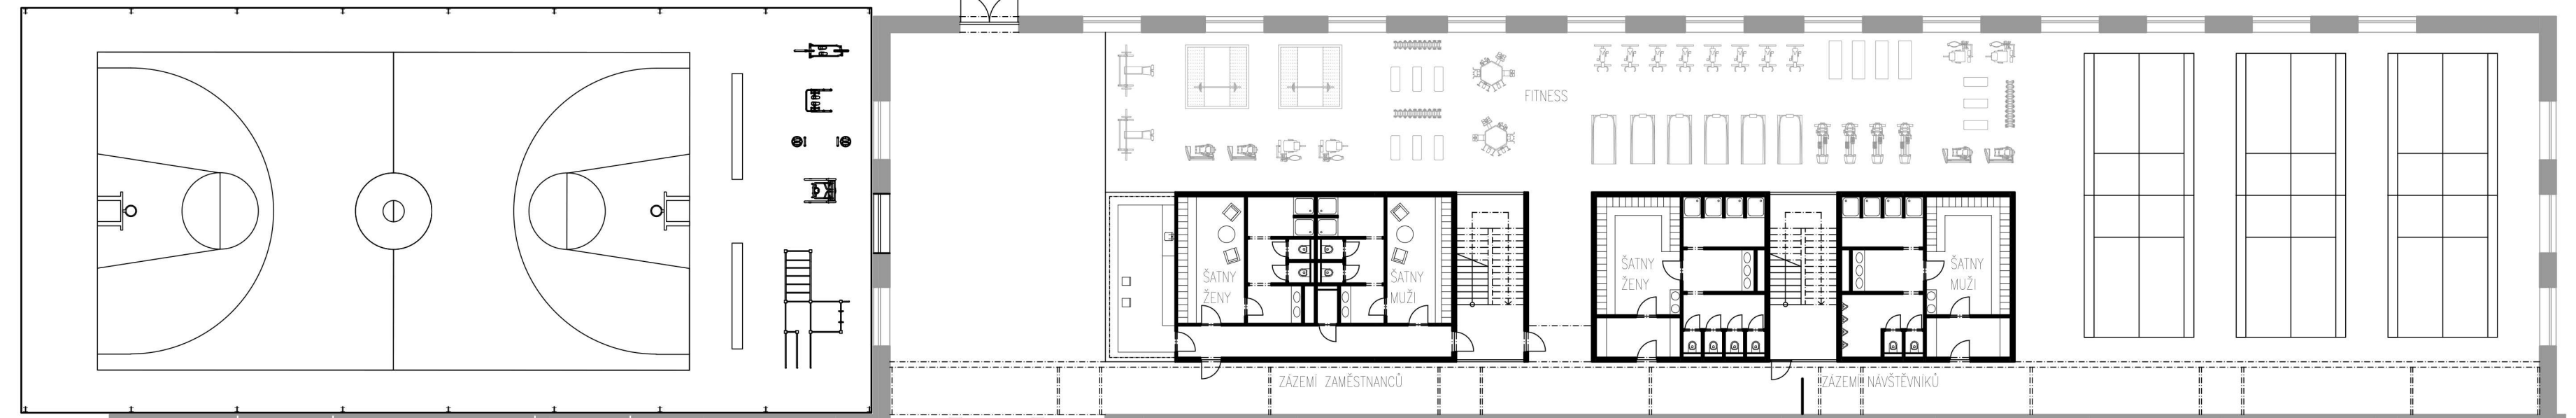 FITNESS
ŠATNY
ŽENY
ŠATNY
MUŽI
ŠATNY
ŽENY
ŠATNY
MUŽI
ZÁZEMÍ ZAMĚSTNANCŮ
ZÁZEMÍ NÁVŠTĚVNÍKŮ